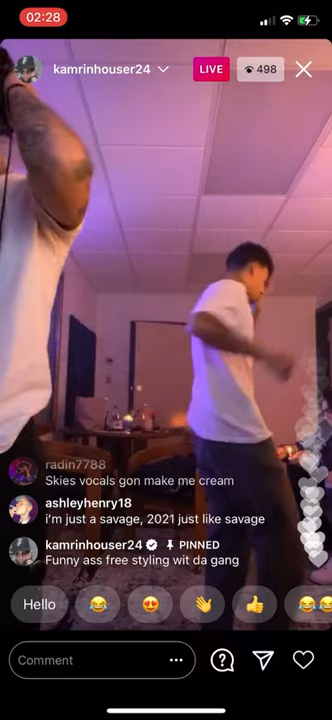 02:28
kamrinhouser24
LIVE
498
radin7788
Skies vocals gon make me cream
ashleyhenry18
i'm just a savage, 2021 just like savage
kamrinhouser24 PINNED
Funny ass free styling wit da gang
Hello
Comment